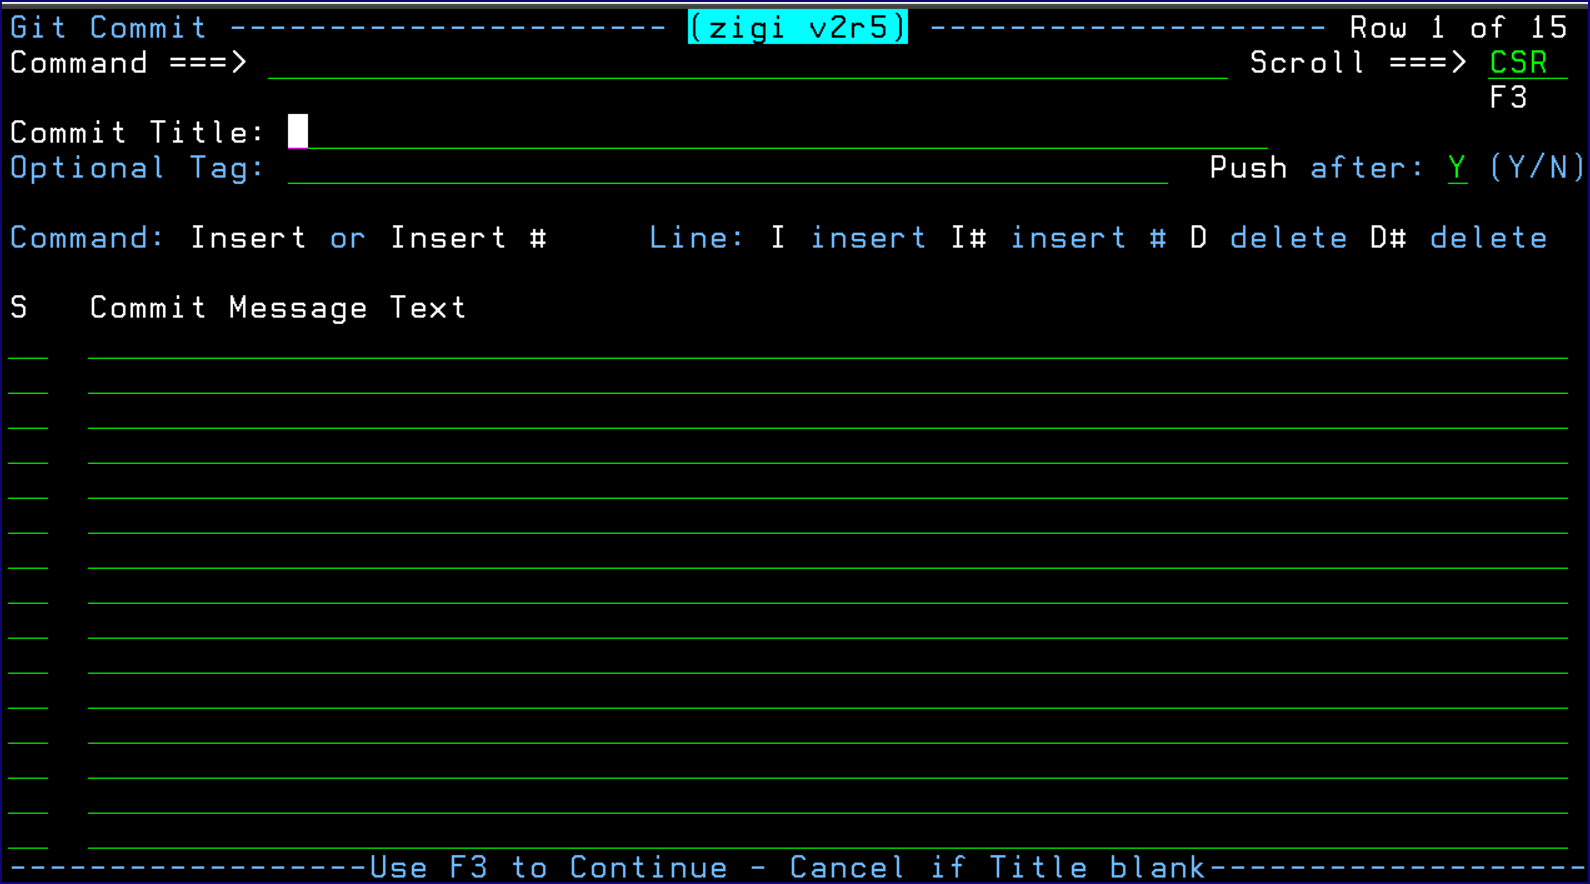 Git Commit ---------------------- (zigi v2r5) -------------------- Row 1 of 15
Command ===> Scroll ===> CSR
F3
Commit Title:
Optional Tag: Push after: Y (Y/N)
Command: Insert or Insert # Line: I insert I# insert # D delete D# delete
S Commit Message Text
------------------Use F3 to Continue - Cancel if Title blank-------------------